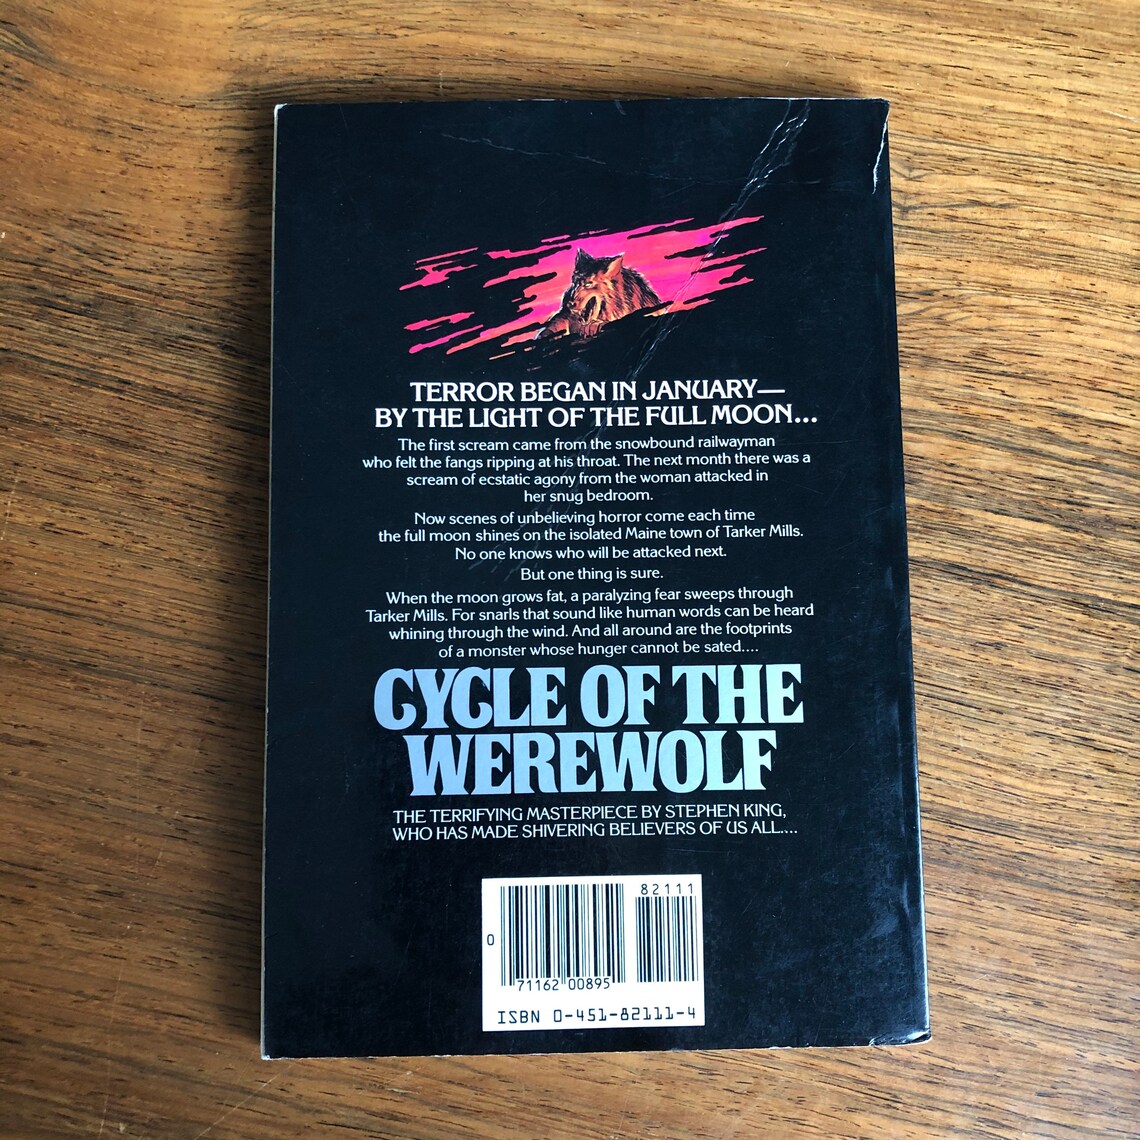 TERROR BEGAN IN JANUARY—
BY THE LIGHT OF THE FULL MOON...
The first scream came from the snowbound railwayman
who felt the fangs ripping at his throat. The next month there was a
scream of ecstatic agony from the woman attacked in
her snug bedroom.
Now scenes of unbelieving horror come each time
the full moon shines on the isolated Maine town of Tarker Mills.
No one knows who will be attacked next.
But one thing is sure.
When the moon grows fat, a paralyzing fear sweeps through
Tarker Mills. For snarls that sound like human words can be heard
whining through the wind. And all around are the footprints
of a monster whose hunger cannot be sated....
CYCLE OF THE
WEREWOLF
THE TERRIFYING MASTERPIECE BY STEPHEN KING,
WHO HAS MADE SHIVERING BELIEVERS OF US ALL....
82111
0
71162 00895
ISBN 0-451-82111-4